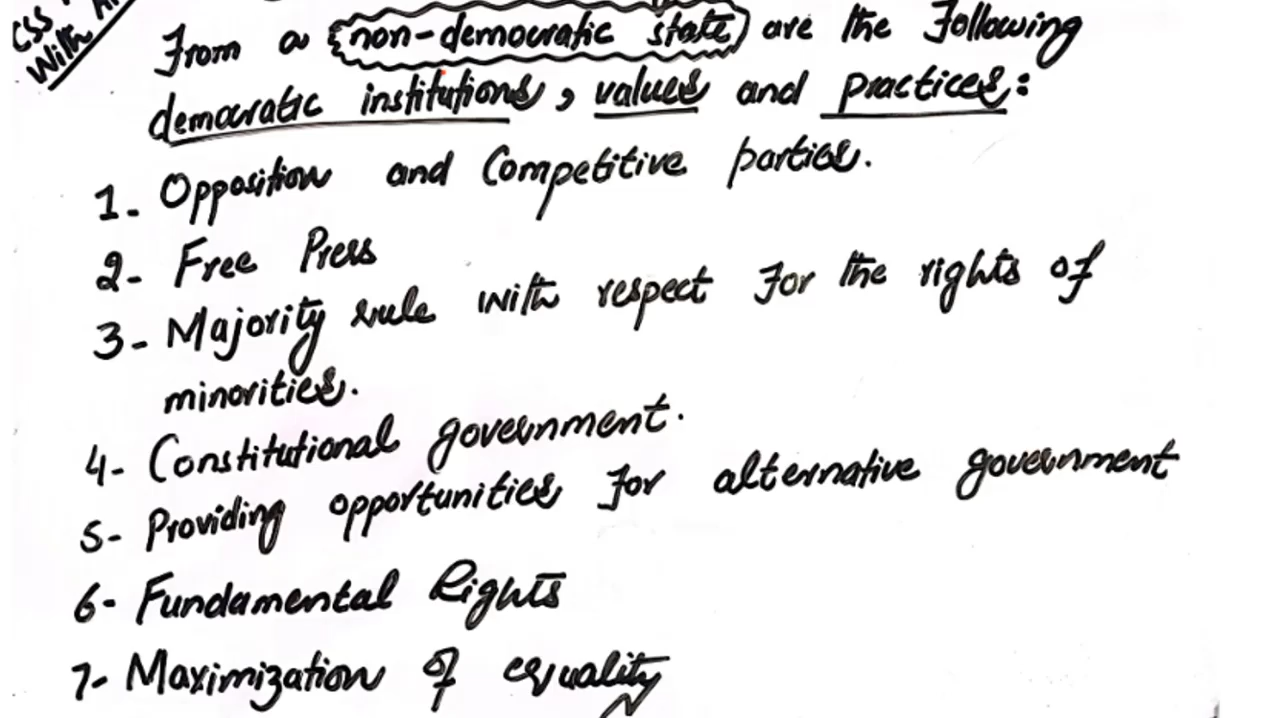 CSS
With
From a non-democratic state are the following
democratic institutions, values and practices:
1- Opposition and Competitive parties.
2- Free Press
3- Majority rule with respect for the rights of
minorities.
4- Constitutional government.
5- Providing opportunities for alternative government
6- Fundamental Rights
7- Maximization of equality